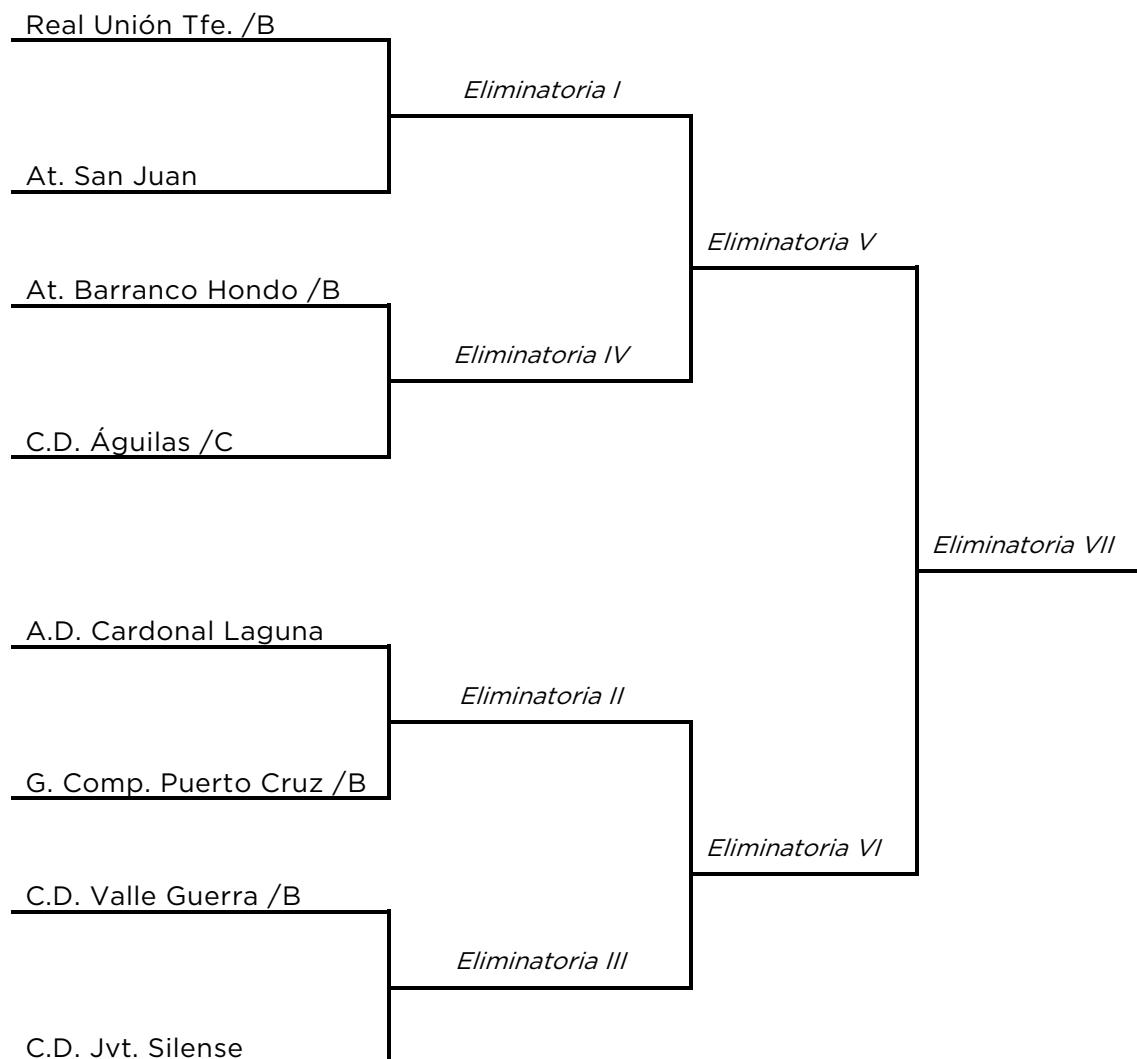 Real Unión Tfe. /B
Eliminatoria I
At. San Juan
Eliminatoria V
At. Barranco Hondo /B
Eliminatoria IV
C.D. Águilas /C
Eliminatoria VII
A.D. Cardonal Laguna
Eliminatoria II
G. Comp. Puerto Cruz /B
Eliminatoria VI
C.D. Valle Guerra /B
Eliminatoria III
C.D. Jvt. Silense